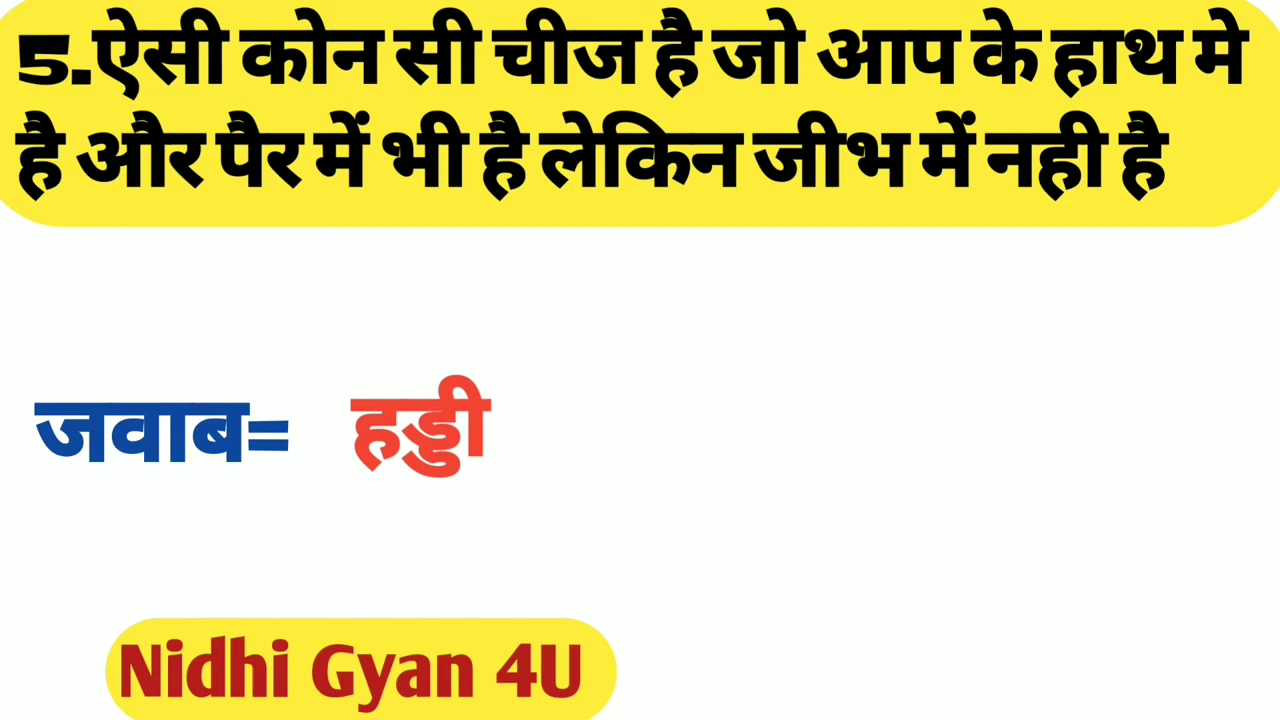 5.ऐसी कोन सी चीज है जो आप के हाथ मे
है और पैर में भी है लेकिन जीभ में नही है
जवाब= हड्डी
Nidhi Gyan 4U